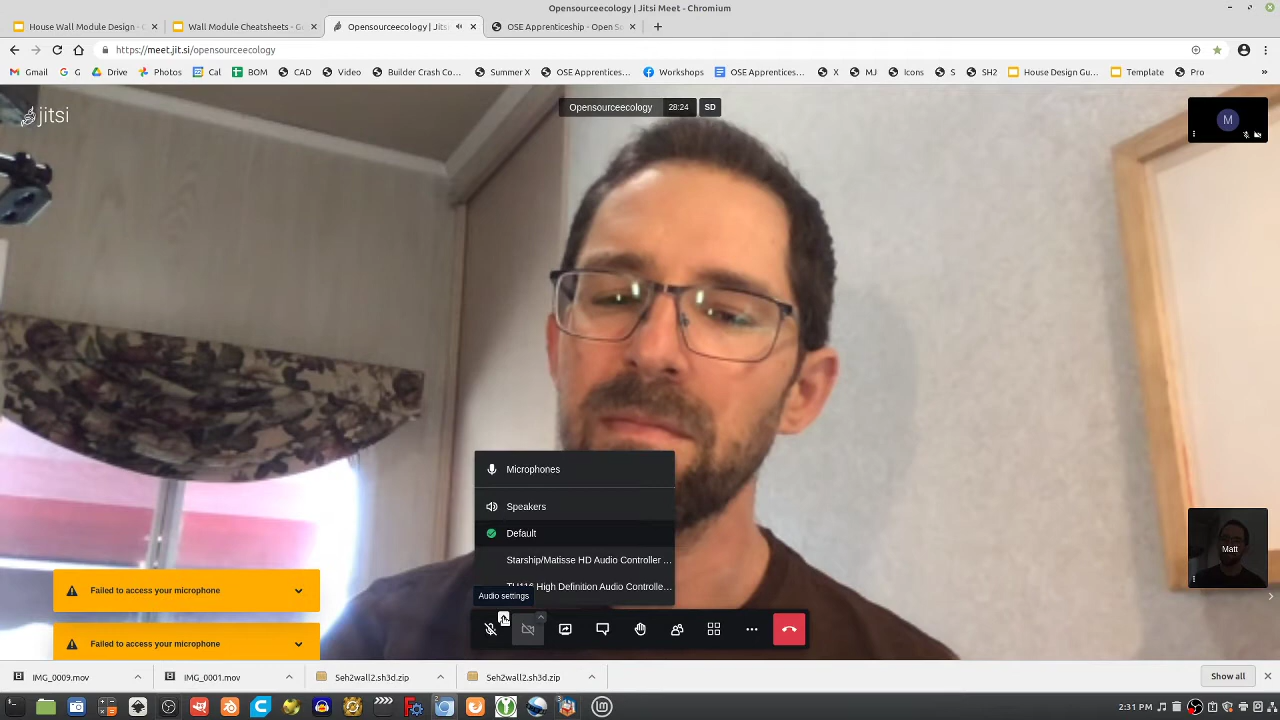 Opensourceecology | Jitsi Meet - Chromium
House Wall Module Design -
Wall Module Cheatsheets - G
Opensourceecology | Jitsi
OSE Apprenticeship - Open S
https://meet.jit.si/opensourceecology
Gmail
G
Drive
Photos
Cal
BOM
CAD
Video
Builder Crash Co...
Summer X
OSE Apprentices...
Workshops
OSE Apprentices...
X
MJ
Icons
S
SH2
House Design Gu...
Template
Pro
»
jitsi
Opensourceecology 28:24 SD
M
Microphones
Speakers
Default
Starship/Matisse HD Audio Controller ...
High Definition Audio Controlle...
Audio settings
Matt
Failed to access your microphone
Failed to access your microphone
IMG_0009.mov
IMG_0001.mov
Seh2wall2.sh3d.zip
Seh2wall2.sh3d.zip
Show all
2:31 PM